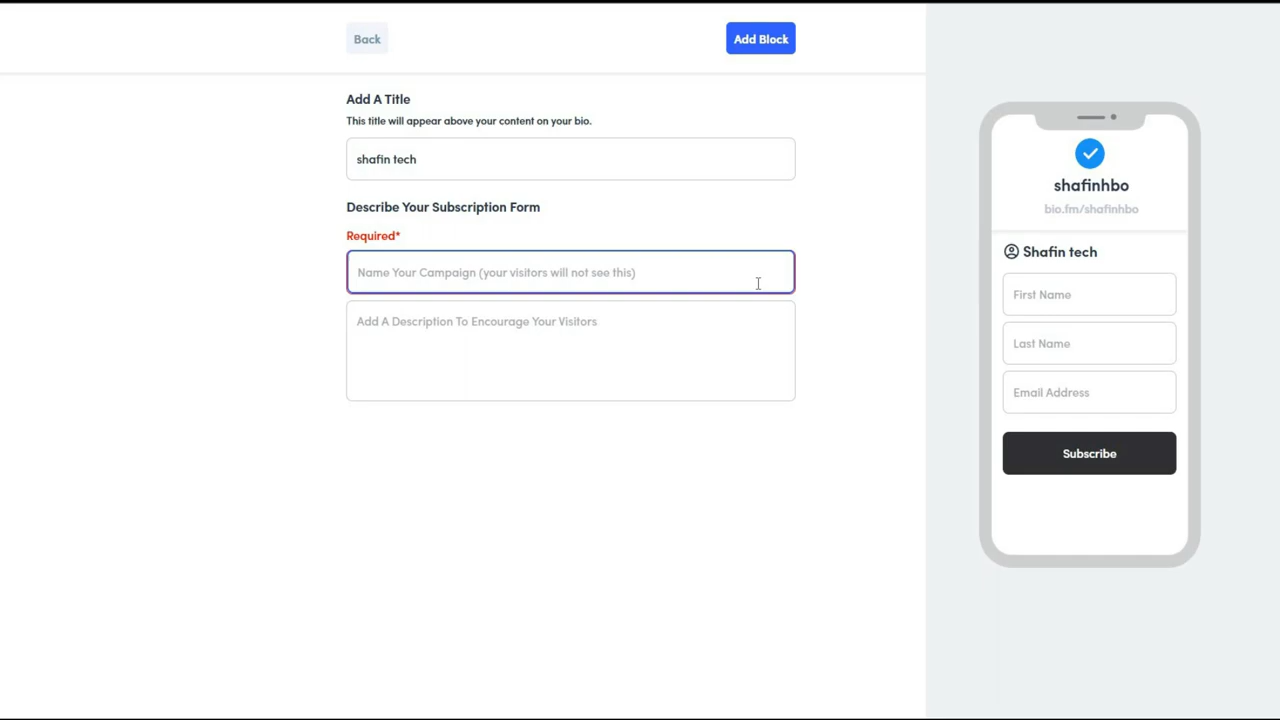 Back
Add Block
Add A Title
This title will appear above your content on your bio.
shafin tech
Describe Your Subscription Form
Required*
Name Your Campaign (your visitors will not see this)
Add A Description To Encourage Your Visitors
shafinhbo
bio.fm/shafinhbo
Shafin tech
First Name
Last Name
Email Address
Subscribe